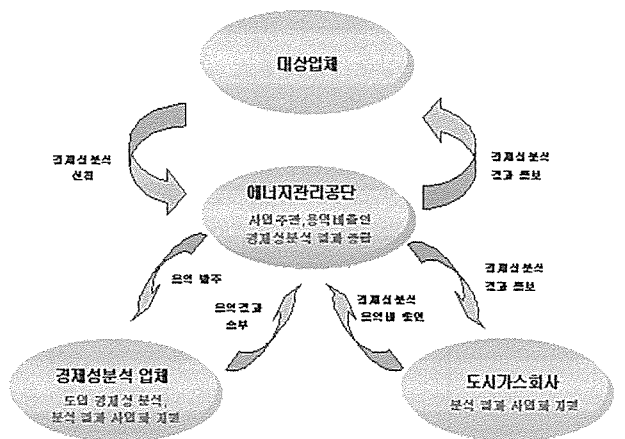 대상업체
경제성 분석
신청
경제성 분석
결과 통보
에너지관리공단
사업주관, 용역비출연
경제성분석 결과 공급
용역 발주
용역결과
송부
경제성 분석
용역비 출연
경제성 분석
결과 통보
경제성분석 업체
도입 경제성 분석,
분석 결과 사업화 지원
도시가스회사
분석 결과 사업화 지원